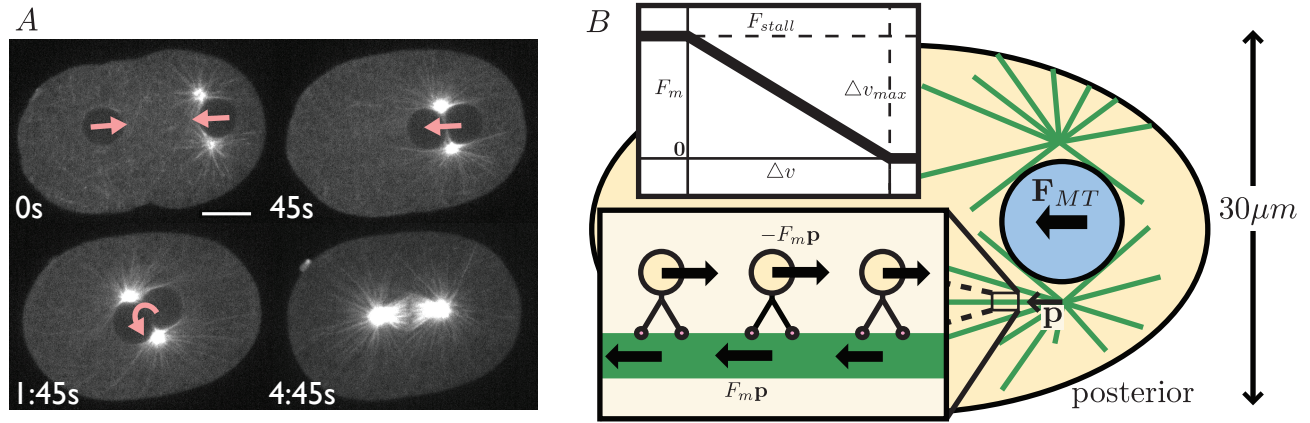 A
0s
45s
1:45s
4:45s
B
F_stall
F_m
△v_max
0
△v
F_MT
30μm
-F_m p
p
F_m p
posterior